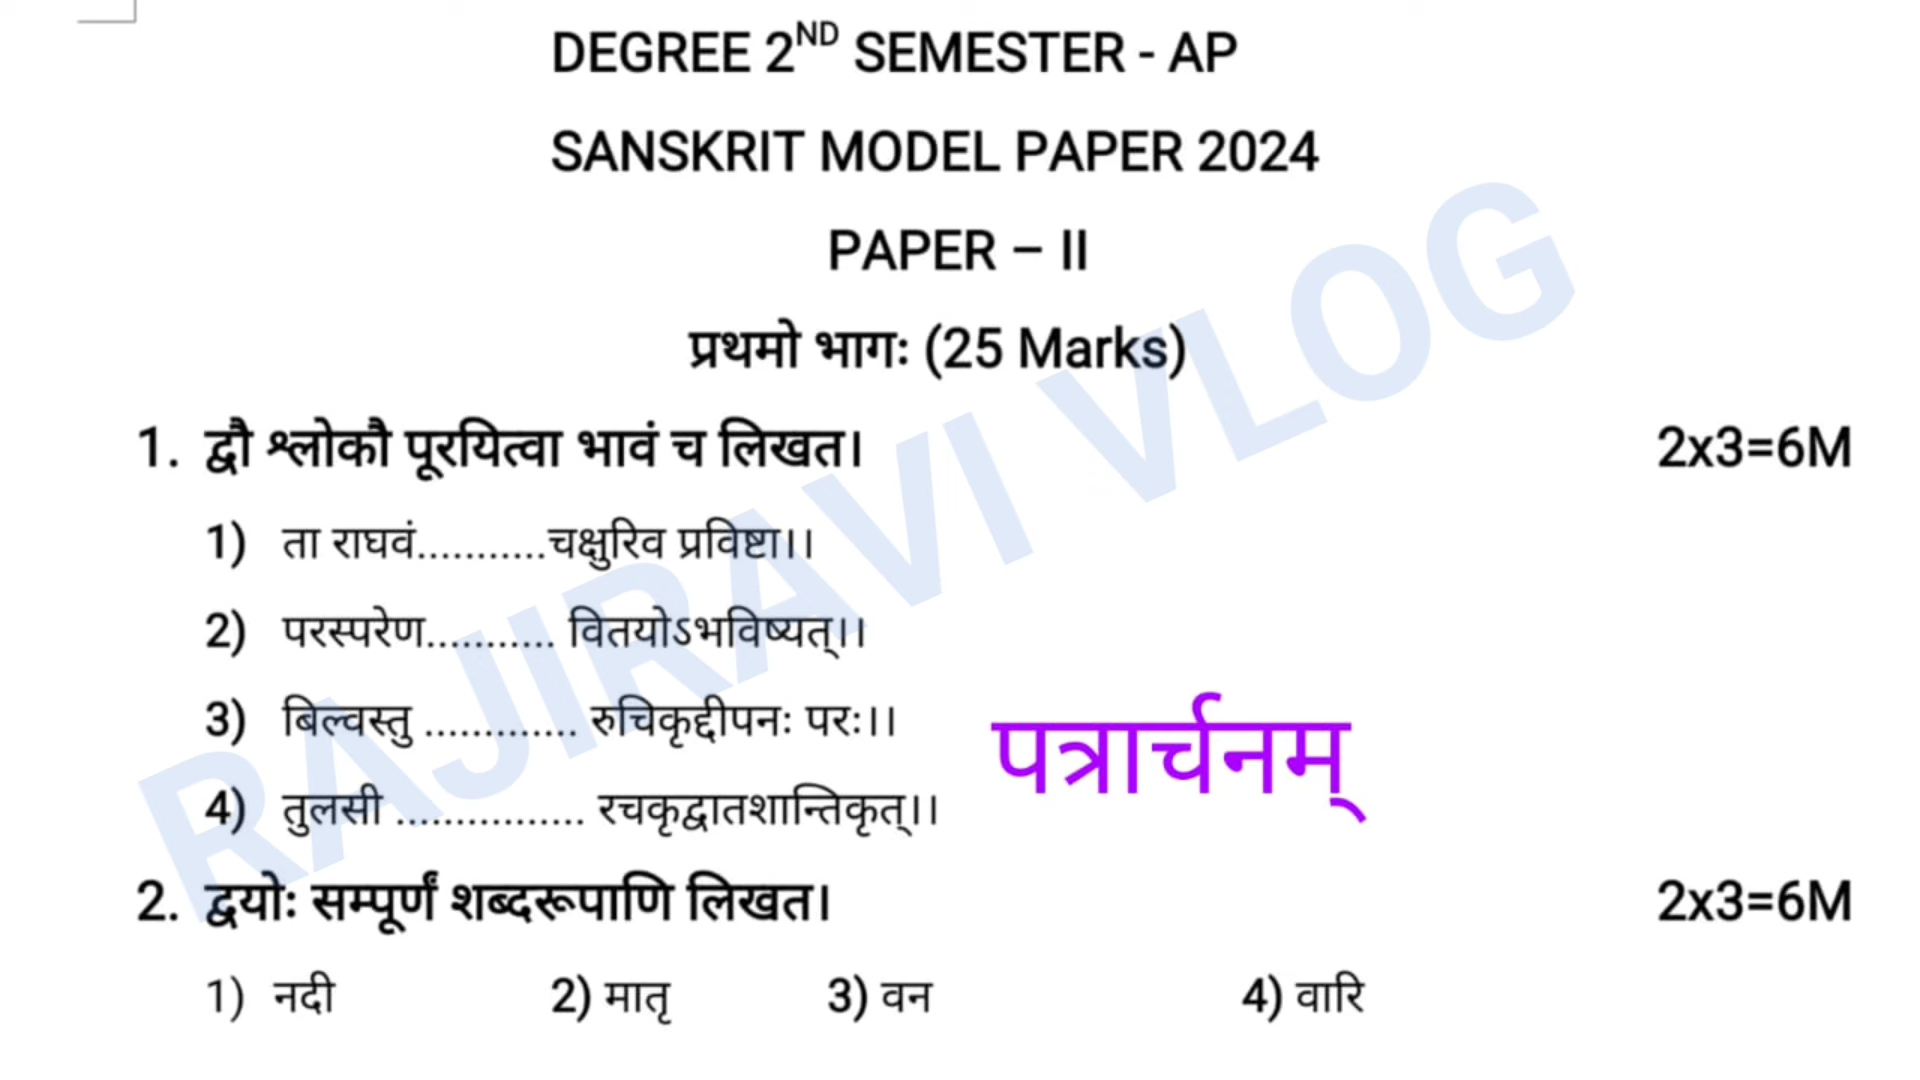 DEGREE 2ND SEMESTER - AP
SANSKRIT MODEL PAPER 2024
PAPER – II
प्रथमो भागः (25 Marks)
1. द्वौ श्लोकौ पूरयित्वा भावं च लिखत। 2x3=6M
1) ता राघवं...........चक्षुरिव प्रविष्टा।।
2) परस्परेण........... वितयोऽभविष्यत्।।
3) बिल्वस्तु ............. रुचिकृद्दीपनः परः।।
पत्रार्चनम्
4) तुलसी ................ रचकृद्वातशान्तिकृत्।।
2. द्वयोः सम्पूर्णं शब्दरूपाणि लिखत। 2x3=6M
1) नदी 2) मातृ 3) वन 4) वारि
RAJIRAVI VLOG